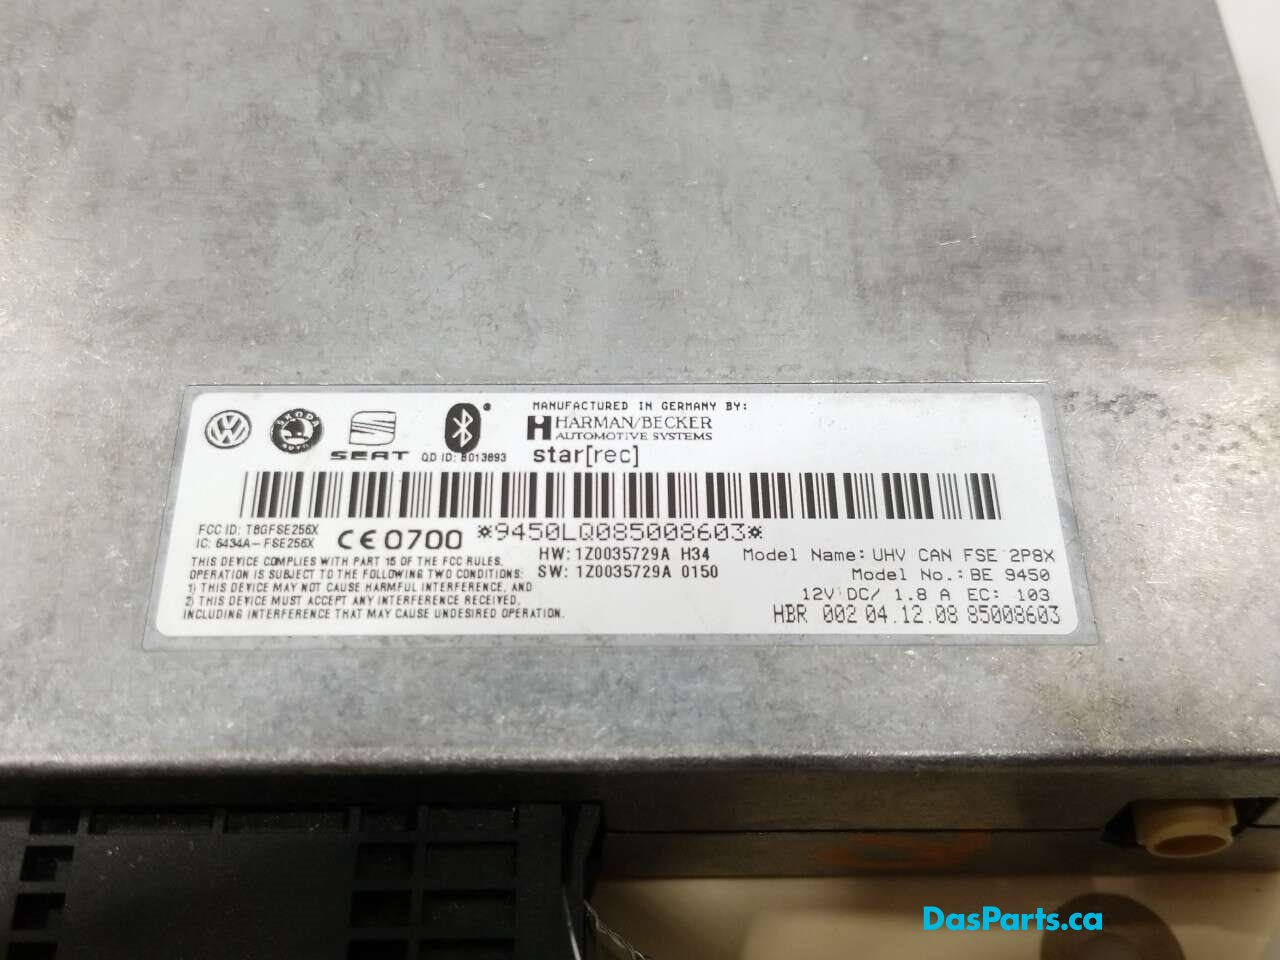 MANUFACTURED IN GERMANY BY:
HARMAN/BECKER
AUTOMOTIVE SYSTEMS
star[rec]
ŠKODA
AUTO
SEAT
QD ID: B013693
FCC ID: T8GFSE256X
IC: 6434A-FSE256X
CE 0700
*9450LQ085008603*
THIS DEVICE COMPLIES WITH PART 15 OF THE FCC RULES.
OPERATION IS SUBJECT TO THE FOLLOWING TWO CONDITIONS:
1) THIS DEVICE MAY NOT CAUSE HARMFUL INTERFERENCE, AND
2) THIS DEVICE MUST ACCEPT ANY INTERFERENCE RECEIVED,
INCLUDING INTERFERENCE THAT MAY CAUSE UNDESIRED OPERATION.
HW: 1Z0035729A H34
SW: 1Z0035729A 0150
Model Name: UHV CAN FSE 2P8X
Model No.: BE 9450
12V DC/ 1.8 A EC: 103
HBR 002 04.12.08 85008603
DasParts.ca